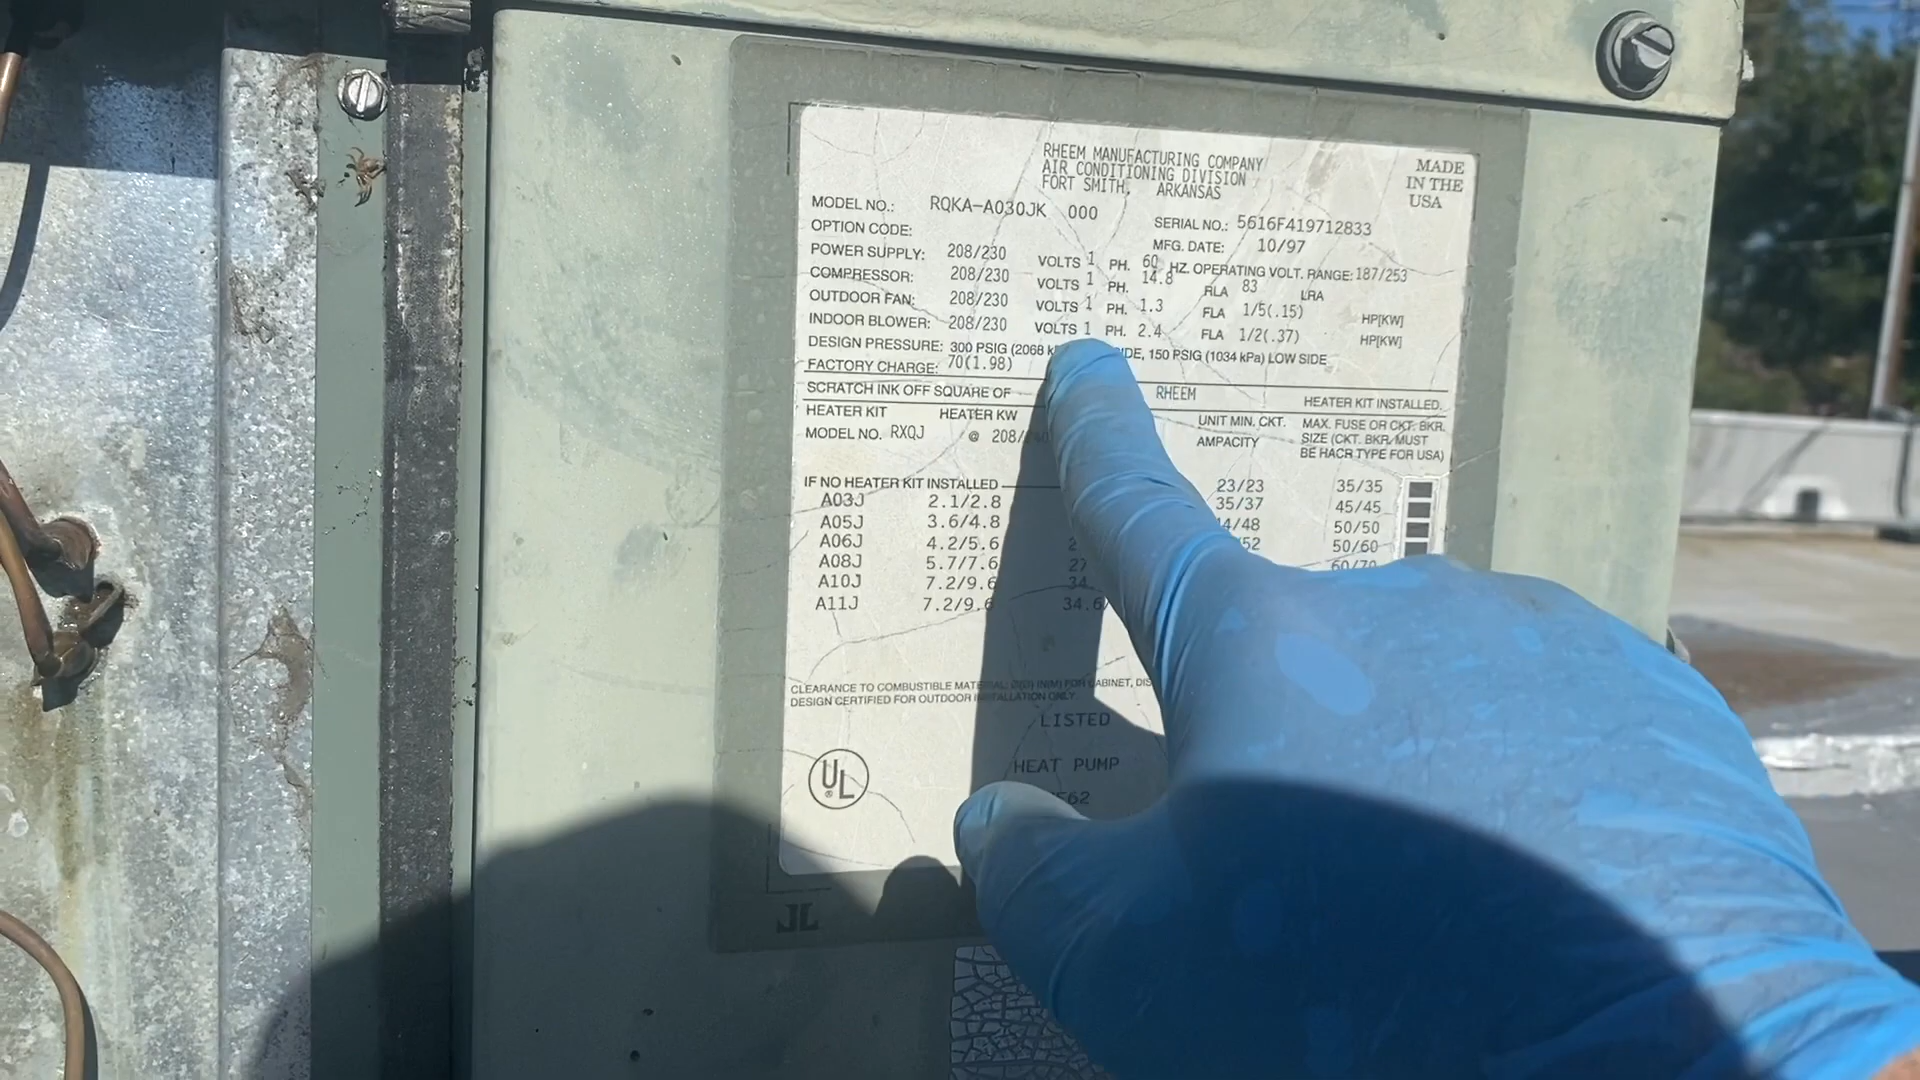 RHEEM MANUFACTURING COMPANY
AIR CONDITIONING DIVISION
FORT SMITH, ARKANSAS
MADE
IN THE
USA
MODEL NO.: RQKA-A030JK 000
SERIAL NO.: 5616F419712833
OPTION CODE:
MFG. DATE: 10/97
POWER SUPPLY: 208/230 VOLTS 1 PH. 60 HZ. OPERATING VOLT. RANGE: 187/253
COMPRESSOR: 208/230 VOLTS 1 PH. 14.8 RLA 83 LRA
OUTDOOR FAN: 208/230 VOLTS 1 PH. 1.3 FLA 1/5(.15) HP[KW]
INDOOR BLOWER: 208/230 VOLTS 1 PH. 2.4 FLA 1/2(.37) HP[KW]
DESIGN PRESSURE: 300 PSIG (2068 150 PSIG (1034 kPa) LOW SIDE
FACTORY CHARGE: 70(1.98)
SCRATCH INK OFF SQUARE OF RHEEM HEATER KIT INSTALLED.
HEATER KIT HEATER KW UNIT MIN. CKT. MAX. FUSE OR CKT. BKR.
MODEL NO. RXQJ @ 208/240 AMPACITY SIZE (CKT. BKR. MUST
BE HACR TYPE FOR USA)
IF NO HEATER KIT INSTALLED 23/23 35/35
A03J 2.1/2.8 35/37 45/45
A05J 3.6/4.8 50/50
A06J 4.2/5.6 50/60
A08J 5.7/7.6 60/70
A10J 7.2/9.6
A11J 7.2/9.6
CLEARANCE TO COMBUSTIBLE MATERIAL: FOR CABINET,
DESIGN CERTIFIED FOR OUTDOOR INSTALLATION ONLY.
LISTED
HEAT PUMP
UL
®
JL